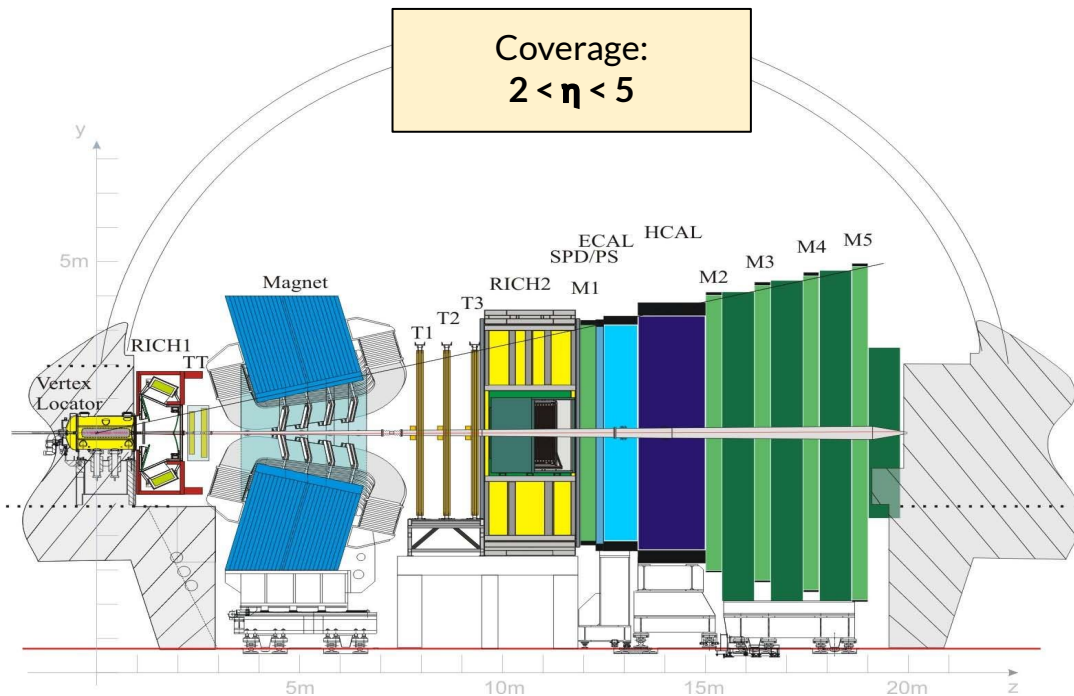 Coverage:
2 < η < 5
y
5m
Magnet
RICH1
TT
Vertex
Locator
T1
T2
T3
RICH2
SPD/PS
ECAL
HCAL
M1
M2
M3
M4
M5
5m
10m
15m
20m
z